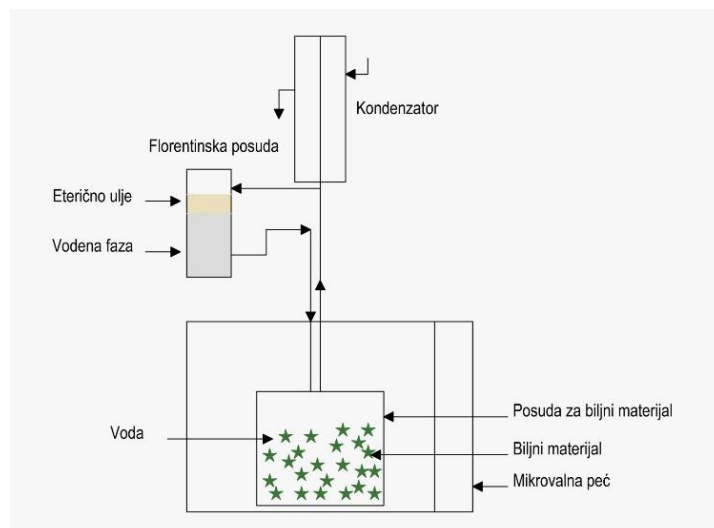 Kondenzator
Florentinska posuda
Eterično ulje
Vodena faza
Posuda za biljni materijal
Voda
Biljni materijal
Mikrovalna peć